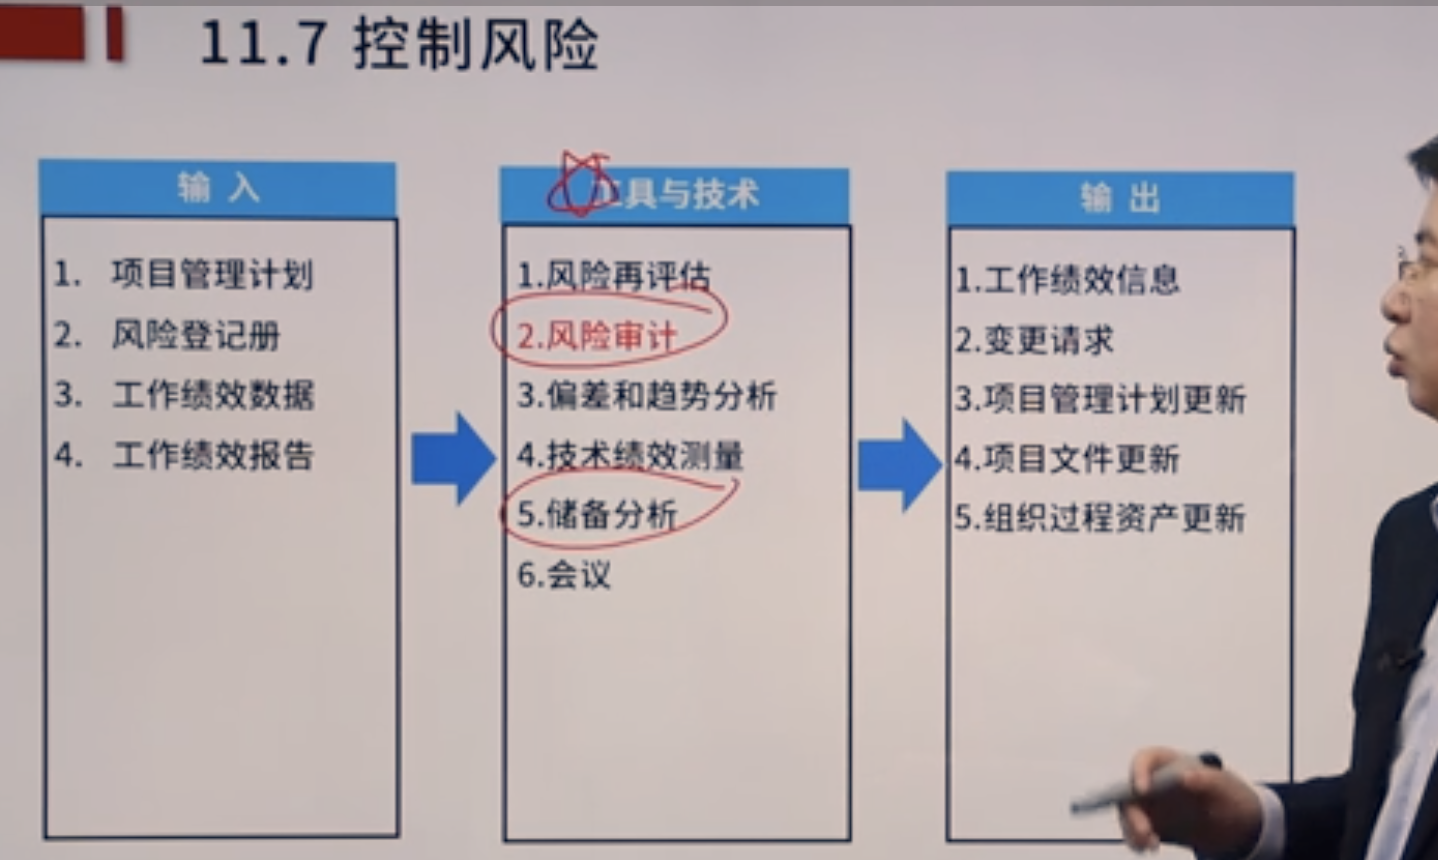 11.7 控制风险
输 入
1. 项目管理计划
2. 风险登记册
3. 工作绩效数据
4. 工作绩效报告
工具与技术
1.风险再评估
2.风险审计
3.偏差和趋势分析
4.技术绩效测量
5.储备分析
6.会议
输 出
1.工作绩效信息
2.变更请求
3.项目管理计划更新
4.项目文件更新
5.组织过程资产更新